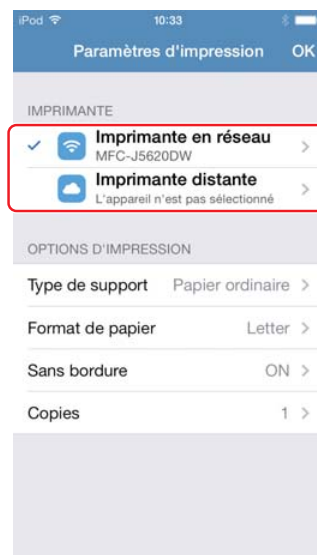 iPod 10:33
Paramètres d'impression OK
IMPRIMANTE
Imprimante en réseau
MFC-J5620DW
Imprimante distante
L'appareil n'est pas sélectionné
OPTIONS D'IMPRESSION
Type de support Papier ordinaire
Format de papier Letter
Sans bordure ON
Copies 1